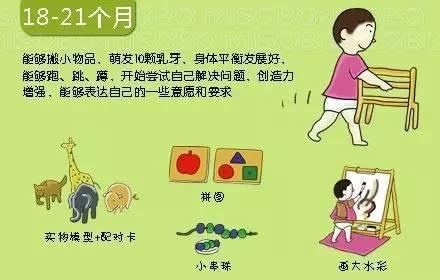 18-21个月
能够搬小物品、萌发10颗乳牙、身体平衡发展好、
能够跑、跳、蹲，开始尝试自己解决问题，创造力
增强，能够表达自己的一些意愿和要求
拼图
实物模型+配对卡
小串珠
画大水彩